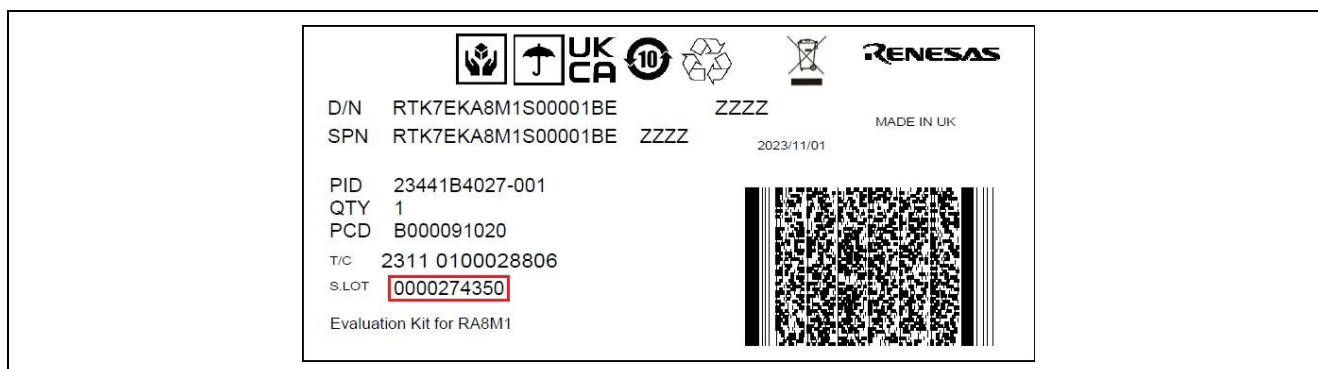 UK
CA
10
RENESAS
D/N RTK7EKA8M1S00001BE ZZZZ
MADE IN UK
SPN RTK7EKA8M1S00001BE ZZZZ
2023/11/01
PID 23441B4027-001
QTY 1
PCD B000091020
T/C 2311 0100028806
S.LOT 0000274350
Evaluation Kit for RA8M1